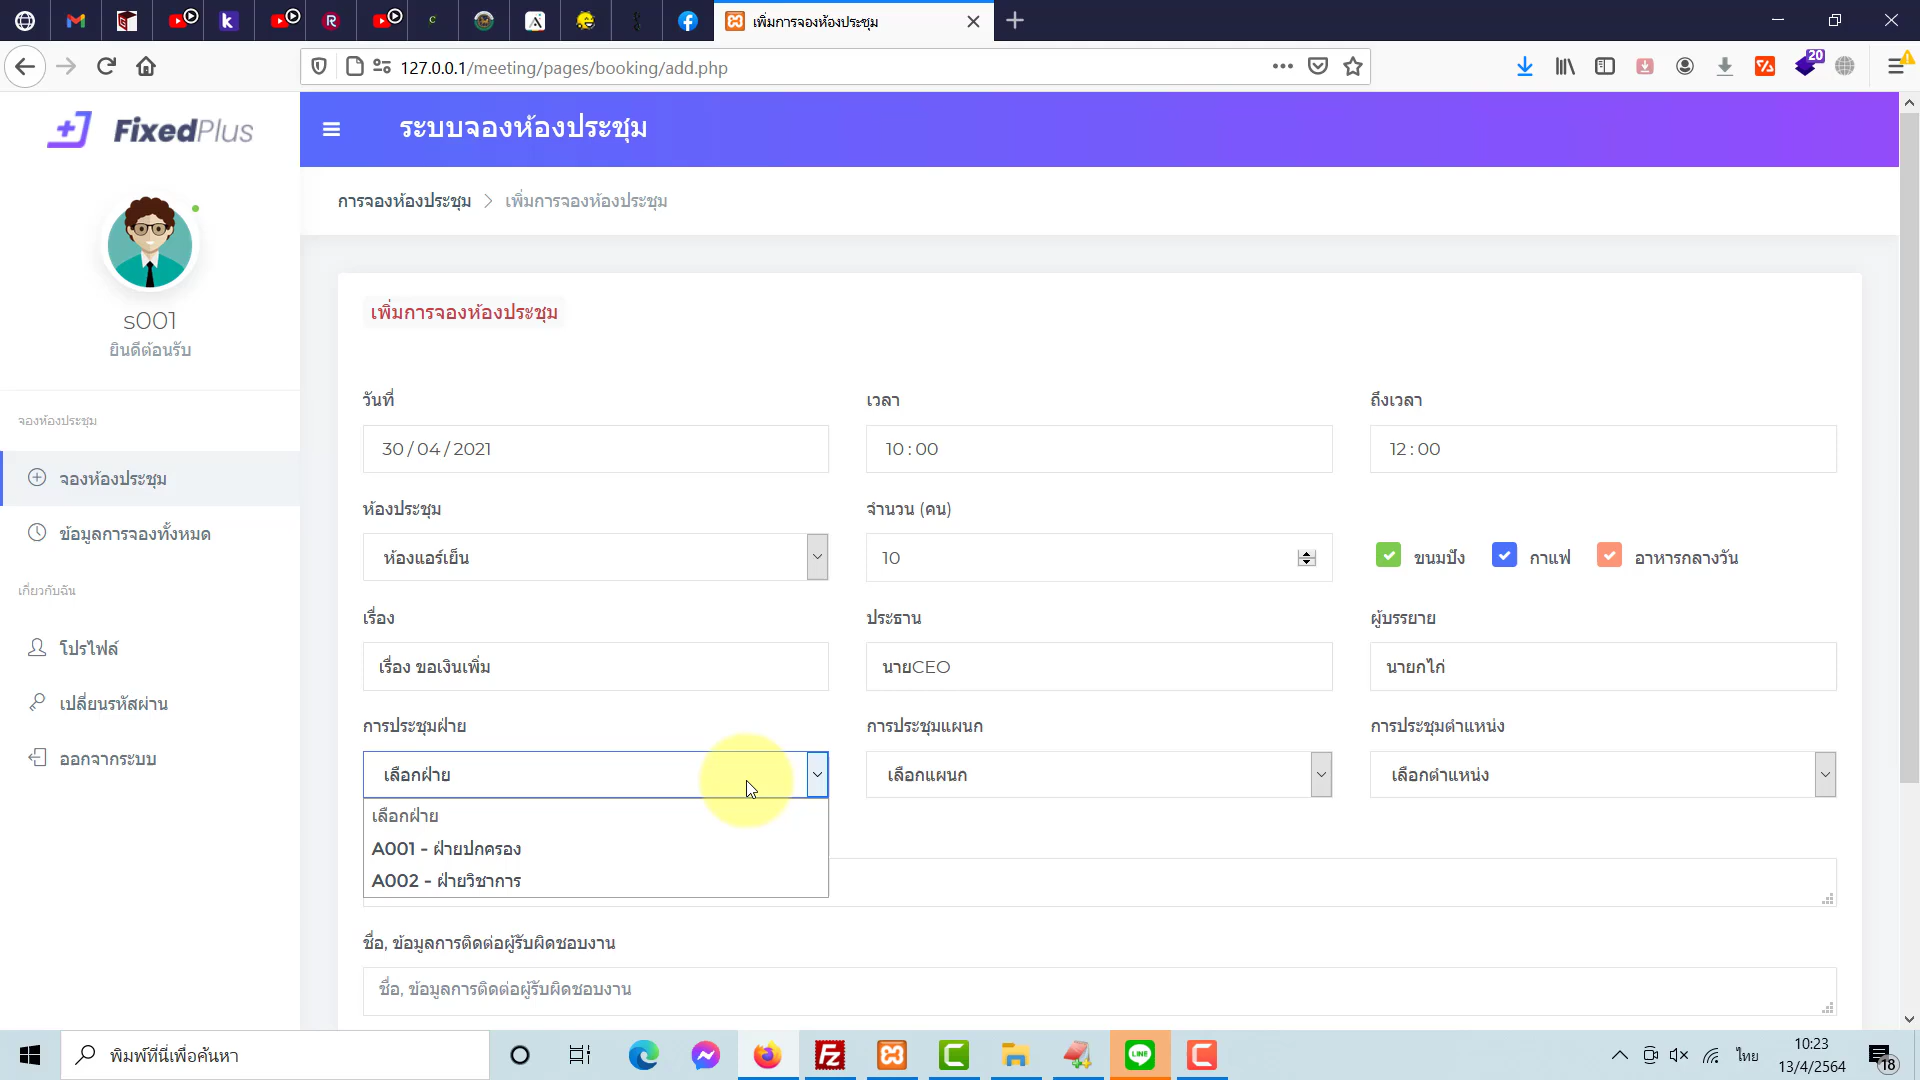 เพิ่มการจองห้องประชุม
127.0.0.1/meeting/pages/booking/add.php
20
FixedPlus
ระบบจองห้องประชุม
การจองห้องประชุม
เพิ่มการจองห้องประชุม
s001
ยินดีต้อนรับ
จองห้องประชุม
จองห้องประชุม
ข้อมูลการจองทั้งหมด
เกี่ยวกับฉัน
โปรไฟล์
เปลี่ยนรหัสผ่าน
ออกจากระบบ
เพิ่มการจองห้องประชุม
วันที่
เวลา
ถึงเวลา
30 / 04 / 2021
10 : 00
12 : 00
ห้องประชุม
จำนวน (คน)
ห้องแอร์เย็น
10
ขนมปัง
กาแฟ
อาหารกลางวัน
เรื่อง
ประธาน
ผู้บรรยาย
เรื่อง ขอเงินเพิ่ม
นายCEO
นายกไก่
การประชุมฝ่าย
การประชุมแผนก
การประชุมตำแหน่ง
เลือกฝ่าย
เลือกแผนก
เลือกตำแหน่ง
เลือกฝ่าย
A001 - ฝ่ายปกครอง
A002 - ฝ่ายวิชาการ
ชื่อ, ข้อมูลการติดต่อผู้รับผิดชอบงาน
ชื่อ, ข้อมูลการติดต่อผู้รับผิดชอบงาน
พิมพ์ที่นี่เพื่อค้นหา
ไทย
10:23
13/4/2564
18